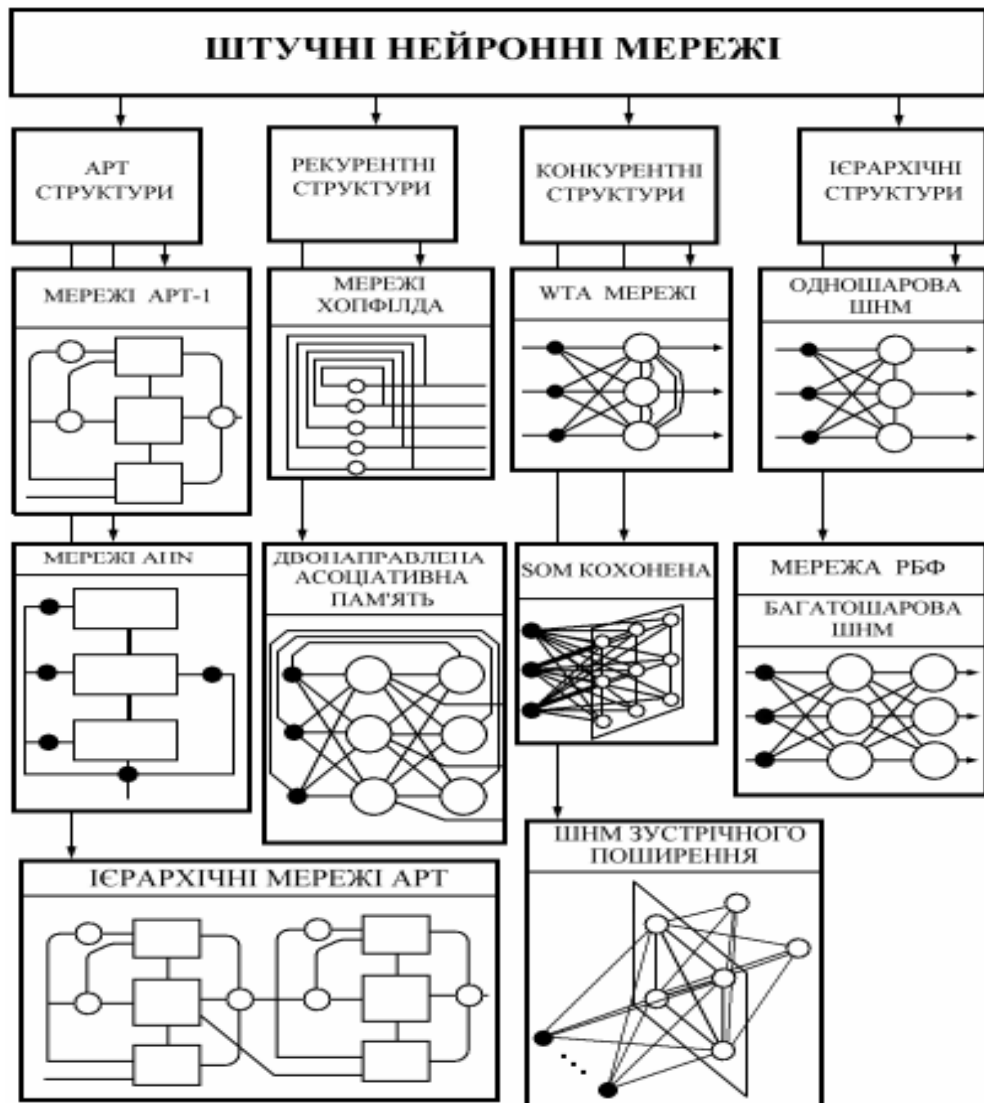 ШТУЧНІ НЕЙРОННІ МЕРЕЖІ
АРТ
СТРУКТУРИ
РЕКУРЕНТНІ
СТРУКТУРИ
КОНКУРЕНТНІ
СТРУКТУРИ
ІЄРАРХІЧНІ
СТРУКТУРИ
МЕРЕЖІ АРТ-1
МЕРЕЖІ
ХОПФІЛДА
WTA МЕРЕЖІ
ОДНОШАРОВА
ШНМ
МЕРЕЖІ AHN
ДВОНАПРАВЛЕНА
АСОЦІАТИВНА
ПАМ'ЯТЬ
SOM КОХОНЕНА
МЕРЕЖА РБФ
БАГАТОШАРОВА
ШНМ
ІЄРАРХІЧНІ МЕРЕЖІ АРТ
ШНМ ЗУСТРІЧНОГО
ПОШИРЕННЯ